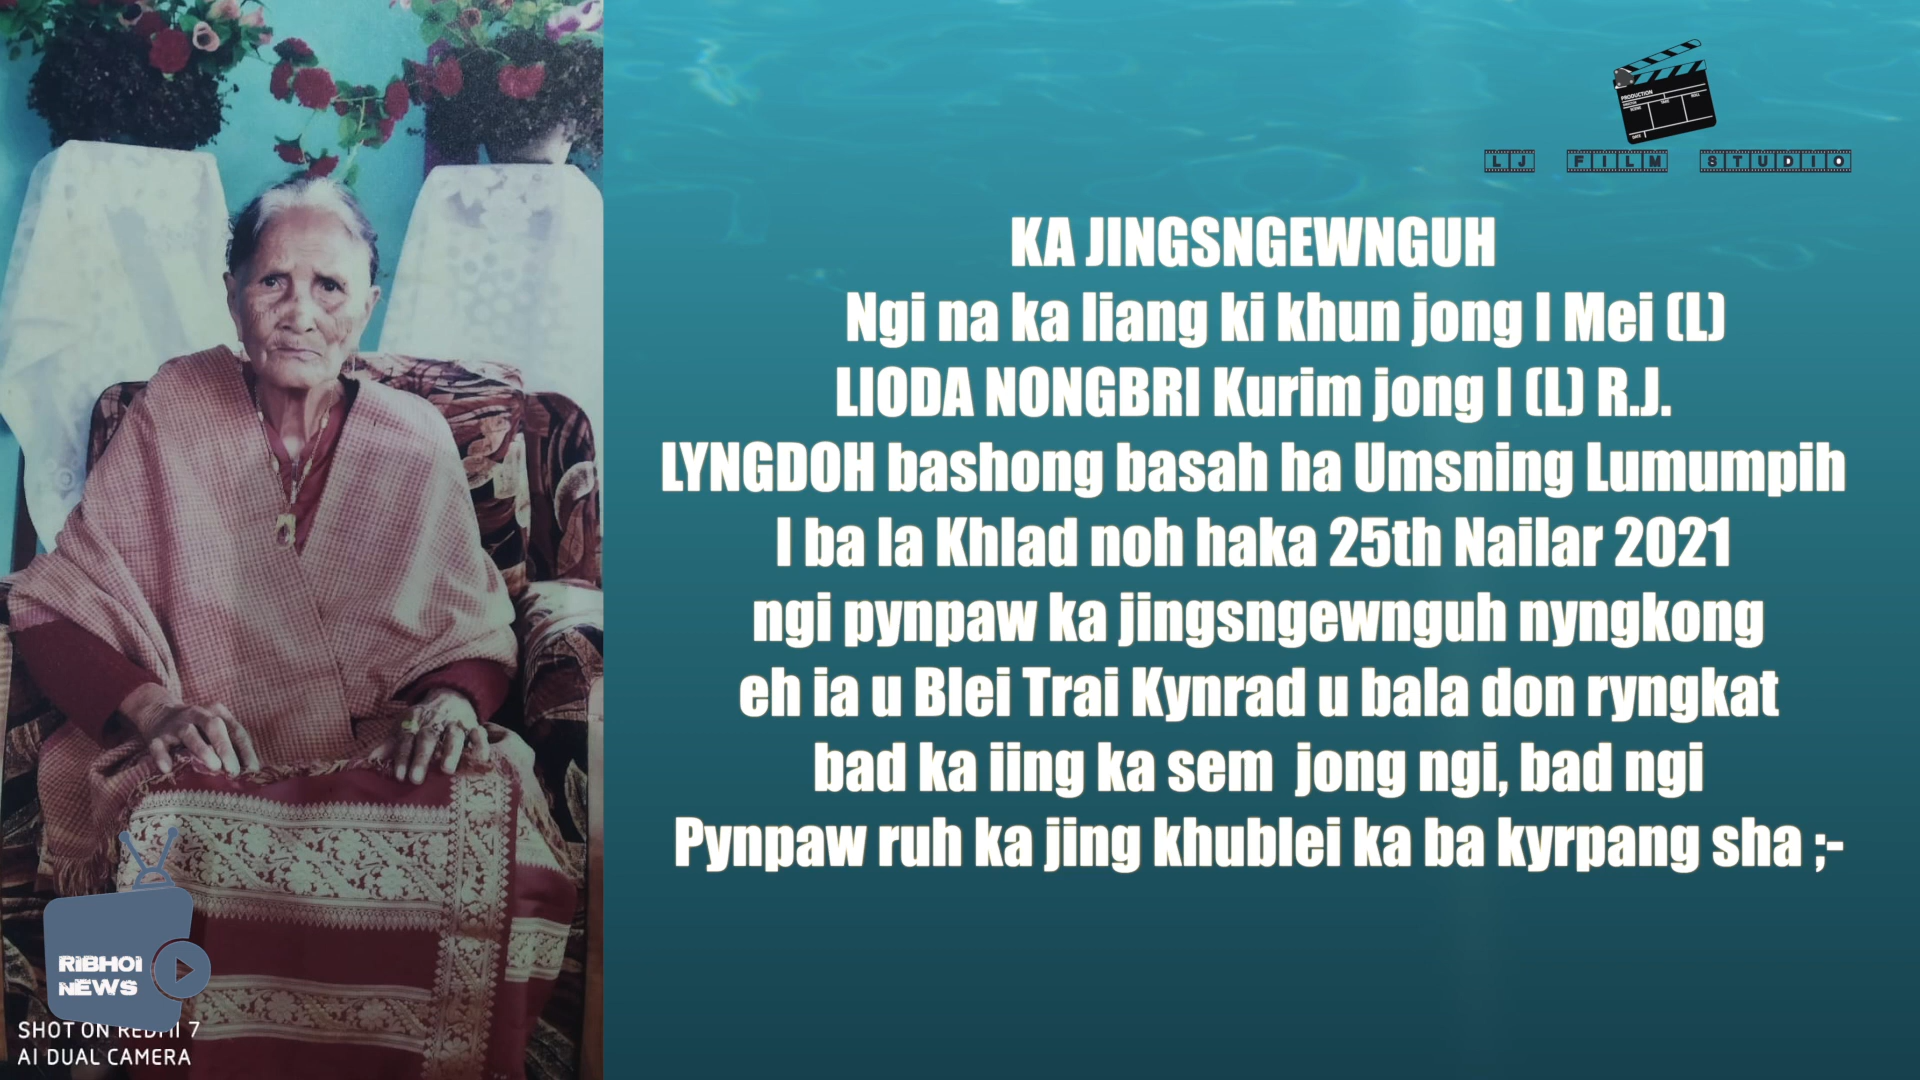 LJ FILM STUDIO
KA JINGSNGEWNGUH
Ngi na ka liang ki khun jong I Mei (L)
LIODA NONGBRI Kurim jong I (L) R.J.
LYNGDOH bashong basah ha Umsning Lumumpih
I ba la Khlad noh haka 25th Nailar 2021
ngi pynpaw ka jingsngewnguh nyngkong
eh ia u Blei Trai Kynrad u bala don ryngkat
bad ka iing ka sem jong ngi, bad ngi
Pynpaw ruh ka jing khublei ka ba kyrpang sha ;-
RIBHOI
NEWS
SHOT ON REDMI 7
AI DUAL CAMERA